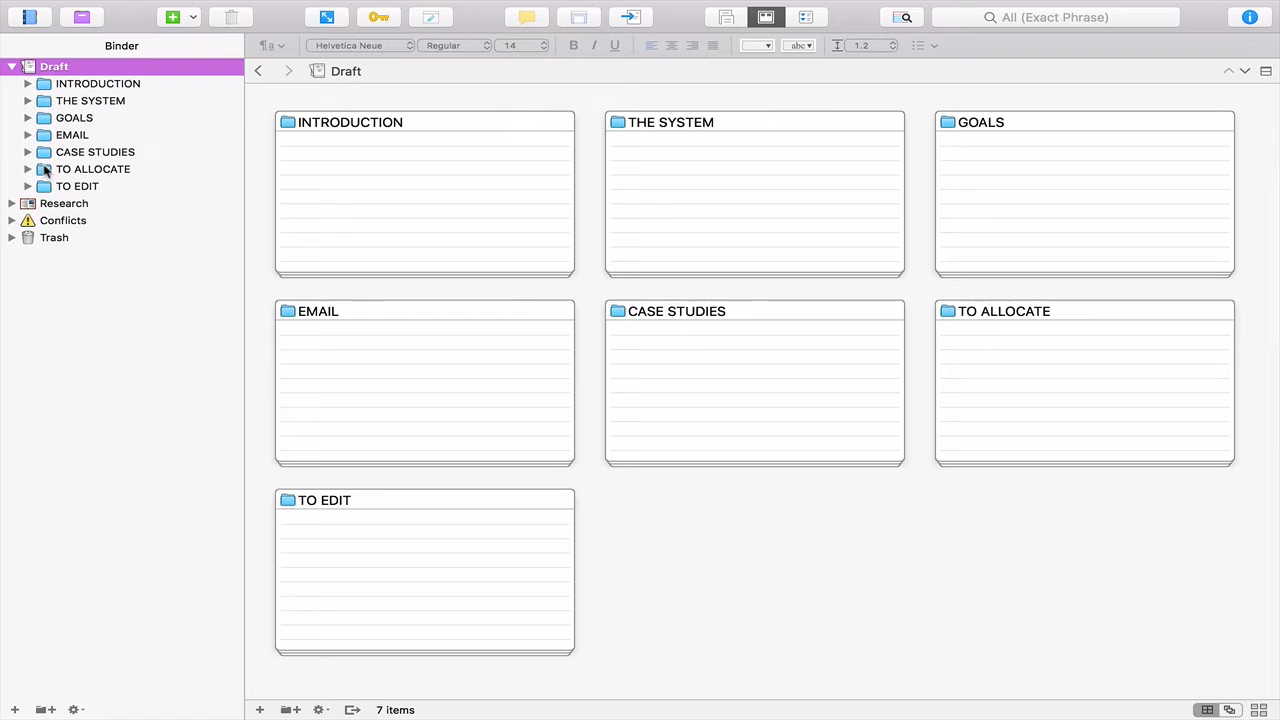 All (Exact Phrase)
Binder
¶a
Helvetica Neue
Regular
14
B I U
abc
1.2
Draft
INTRODUCTION
THE SYSTEM
GOALS
EMAIL
CASE STUDIES
TO ALLOCATE
TO EDIT
Research
Conflicts
Trash
Draft
INTRODUCTION
THE SYSTEM
GOALS
EMAIL
CASE STUDIES
TO ALLOCATE
TO EDIT
7 items